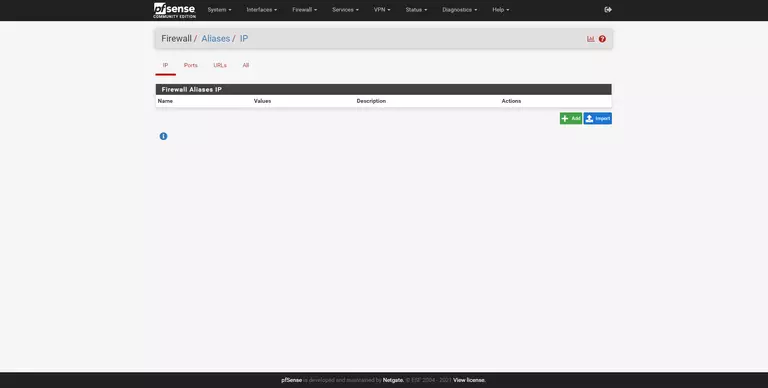 pfsense
COMMUNITY EDITION
System Interfaces Firewall Services VPN Status Diagnostics Help
Firewall / Aliases / IP
IP Ports URLs All
Firewall Aliases IP
Name Values Description Actions
Add Import
pfSense is developed and maintained by Netgate. © ESF 2004 - 2021 View license.